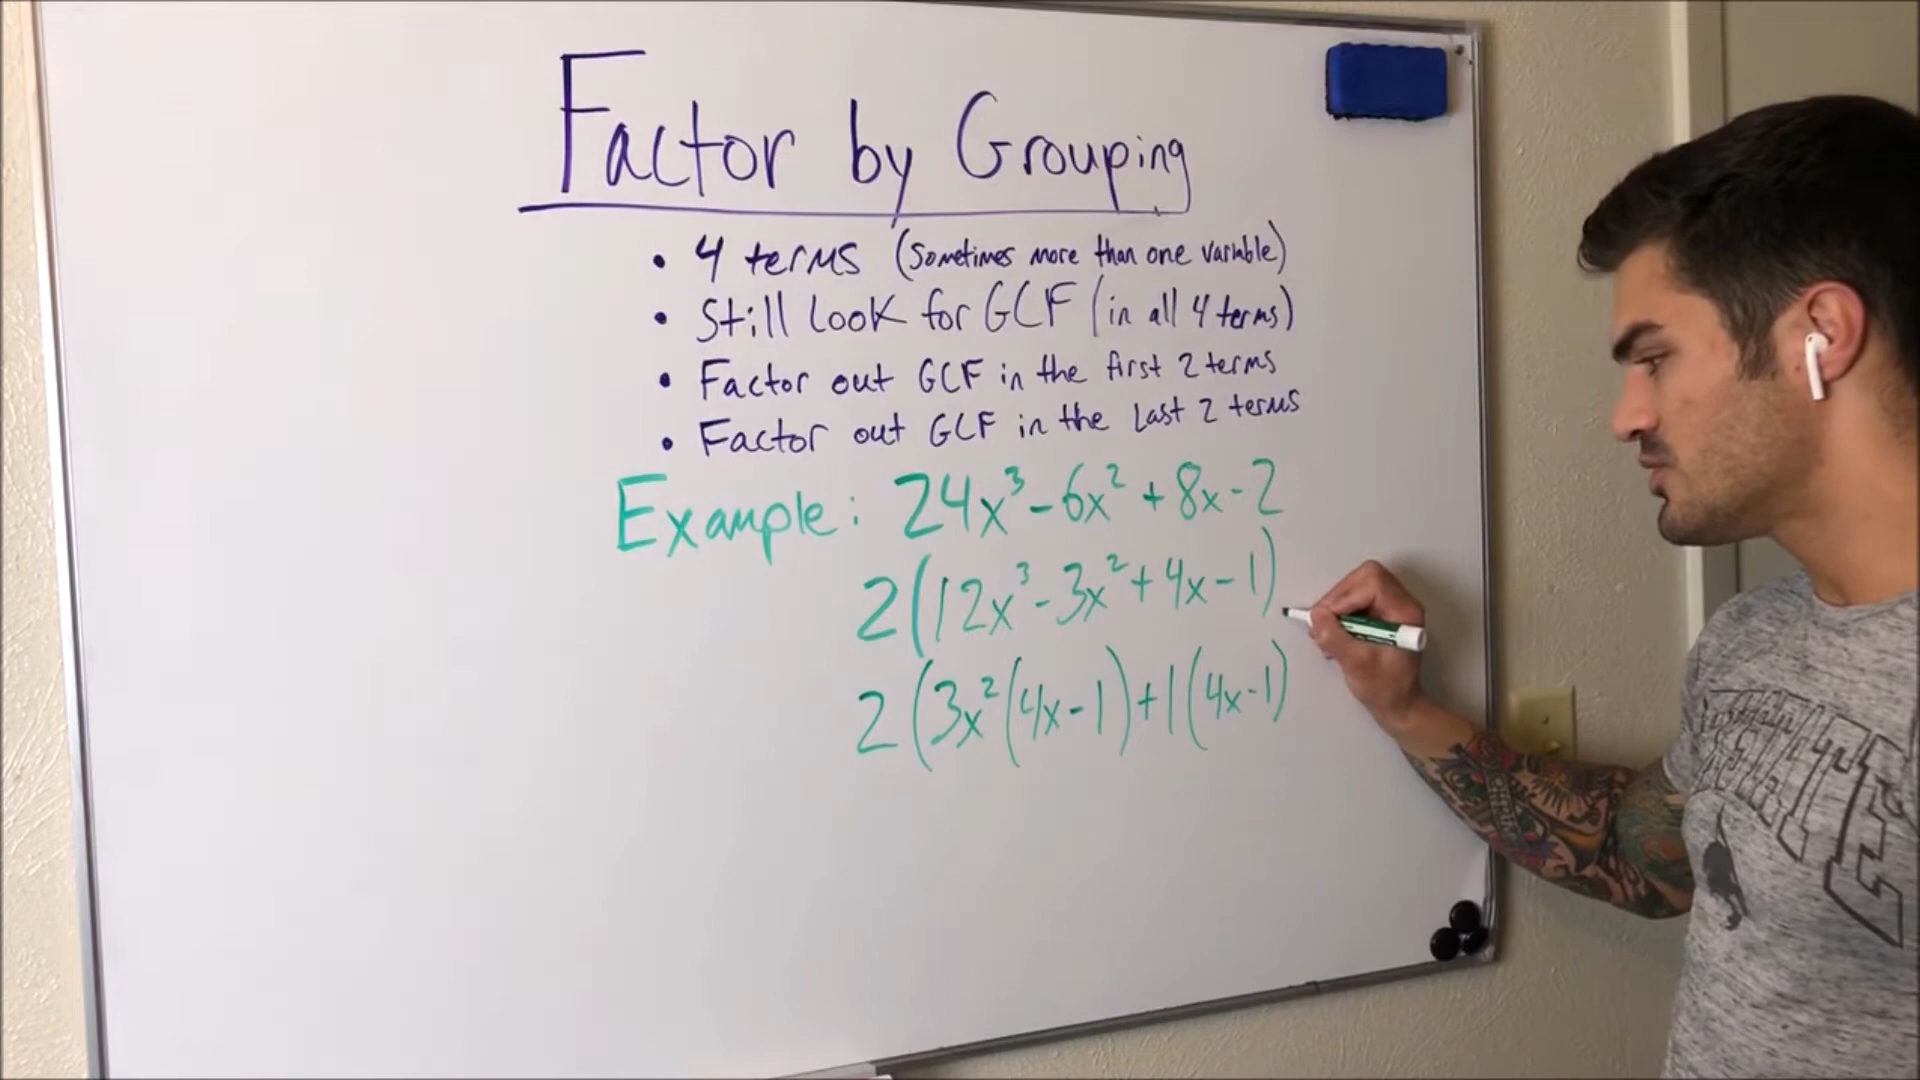 Factor by Grouping
• 4 terms (Sometimes more than one variable)
• Still Look for GCF (in all 4 terms)
• Factor out GCF in the first 2 terms
• Factor out GCF in the Last 2 terms
Example: 24x³ - 6x² + 8x - 2
2(12x³ - 3x² + 4x - 1)
2(3x²(4x - 1) + 1(4x - 1)
STATE